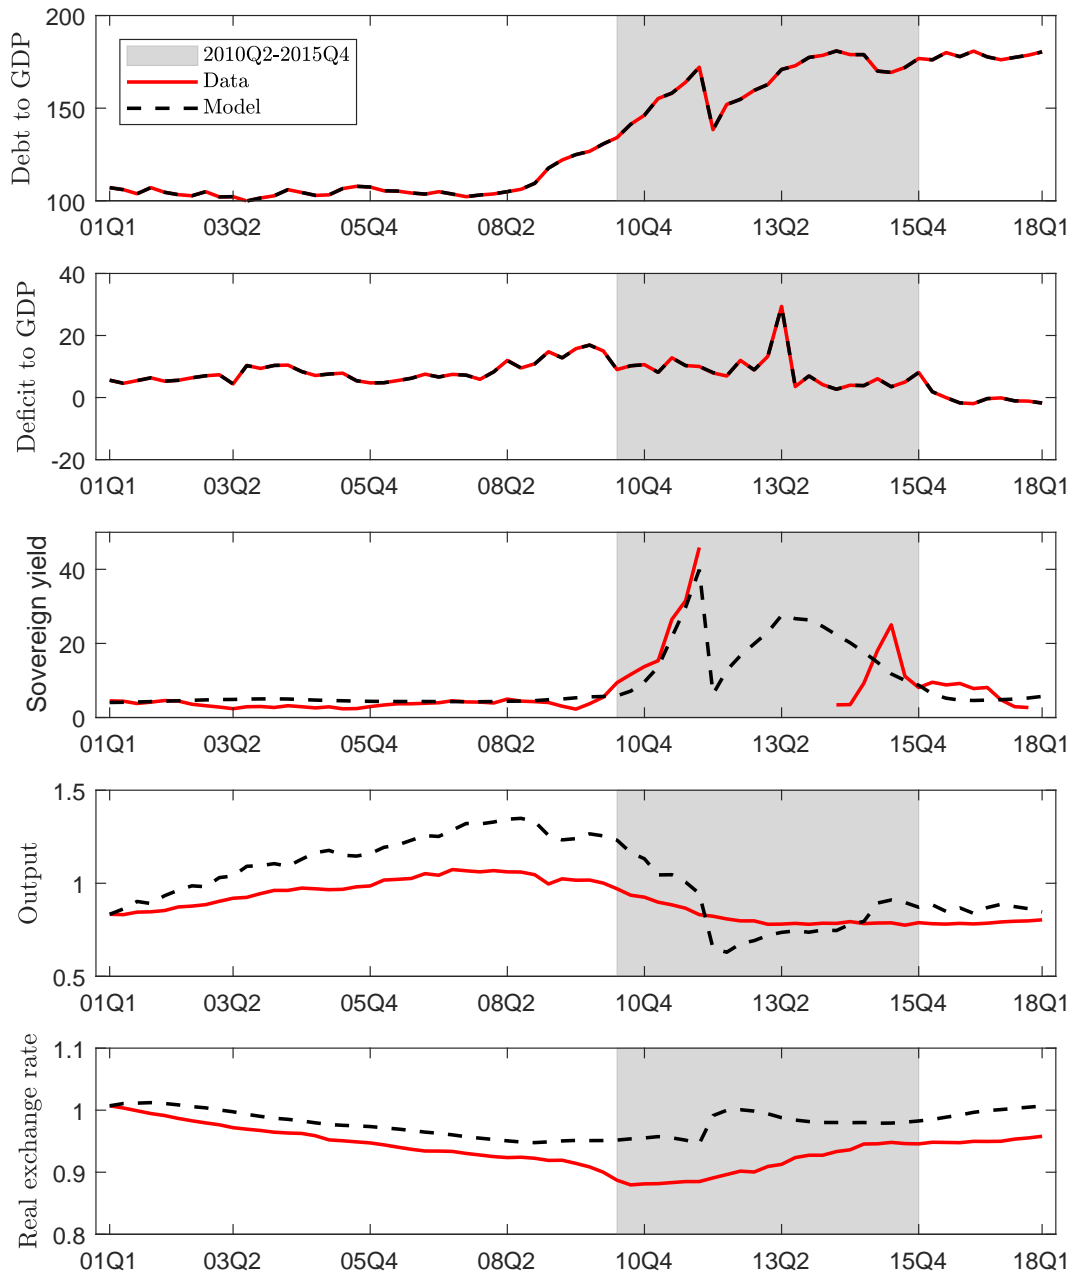 Debt to GDP
200
150
100
2010Q2-2015Q4
Data
Model
01Q1 03Q2 05Q4 08Q2 10Q4 13Q2 15Q4 18Q1
Deficit to GDP
40
20
0
-20
01Q1 03Q2 05Q4 08Q2 10Q4 13Q2 15Q4 18Q1
Sovereign yield
40
20
0
01Q1 03Q2 05Q4 08Q2 10Q4 13Q2 15Q4 18Q1
Output
1.5
1
0.5
01Q1 03Q2 05Q4 08Q2 10Q4 13Q2 15Q4 18Q1
Real exchange rate
1.1
1
0.9
0.8
01Q1 03Q2 05Q4 08Q2 10Q4 13Q2 15Q4 18Q1